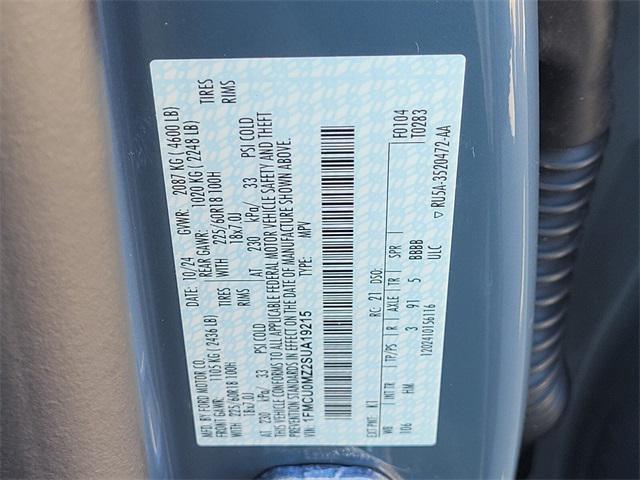 MFD. BY FORD MOTOR CO.
DATE: 10/24 GVWR: 2087 KG ( 4600 LB)
FRONT GAWR: 1105 KG ( 2436 LB) REAR GAWR: 1020 KG ( 2248 LB)
WITH 225/60R18 100H TIRES WITH 225/60R18 100H TIRES
18x7.0J RIMS 18x7.0J RIMS
AT 230 kPa/ 33 PSI COLD AT 230 kPa/ 33 PSI COLD
THIS VEHICLE CONFORMS TO ALL APPLICABLE FEDERAL MOTOR VEHICLE SAFETY AND THEFT
PREVENTION STANDARDS IN EFFECT ON THE DATE OF MANUFACTURE SHOWN ABOVE.
VIN: 1FMCU0MZ2SUA19215 TYPE: MPV
EXT PNT: K1 RC: 21 DSO: F0104
WB INT TR TP/PS R AXLE TR SPR T0283
106 HM 3 91 5 BBBB
1202410156116 ULC ▽ RU5A-3520472-AA